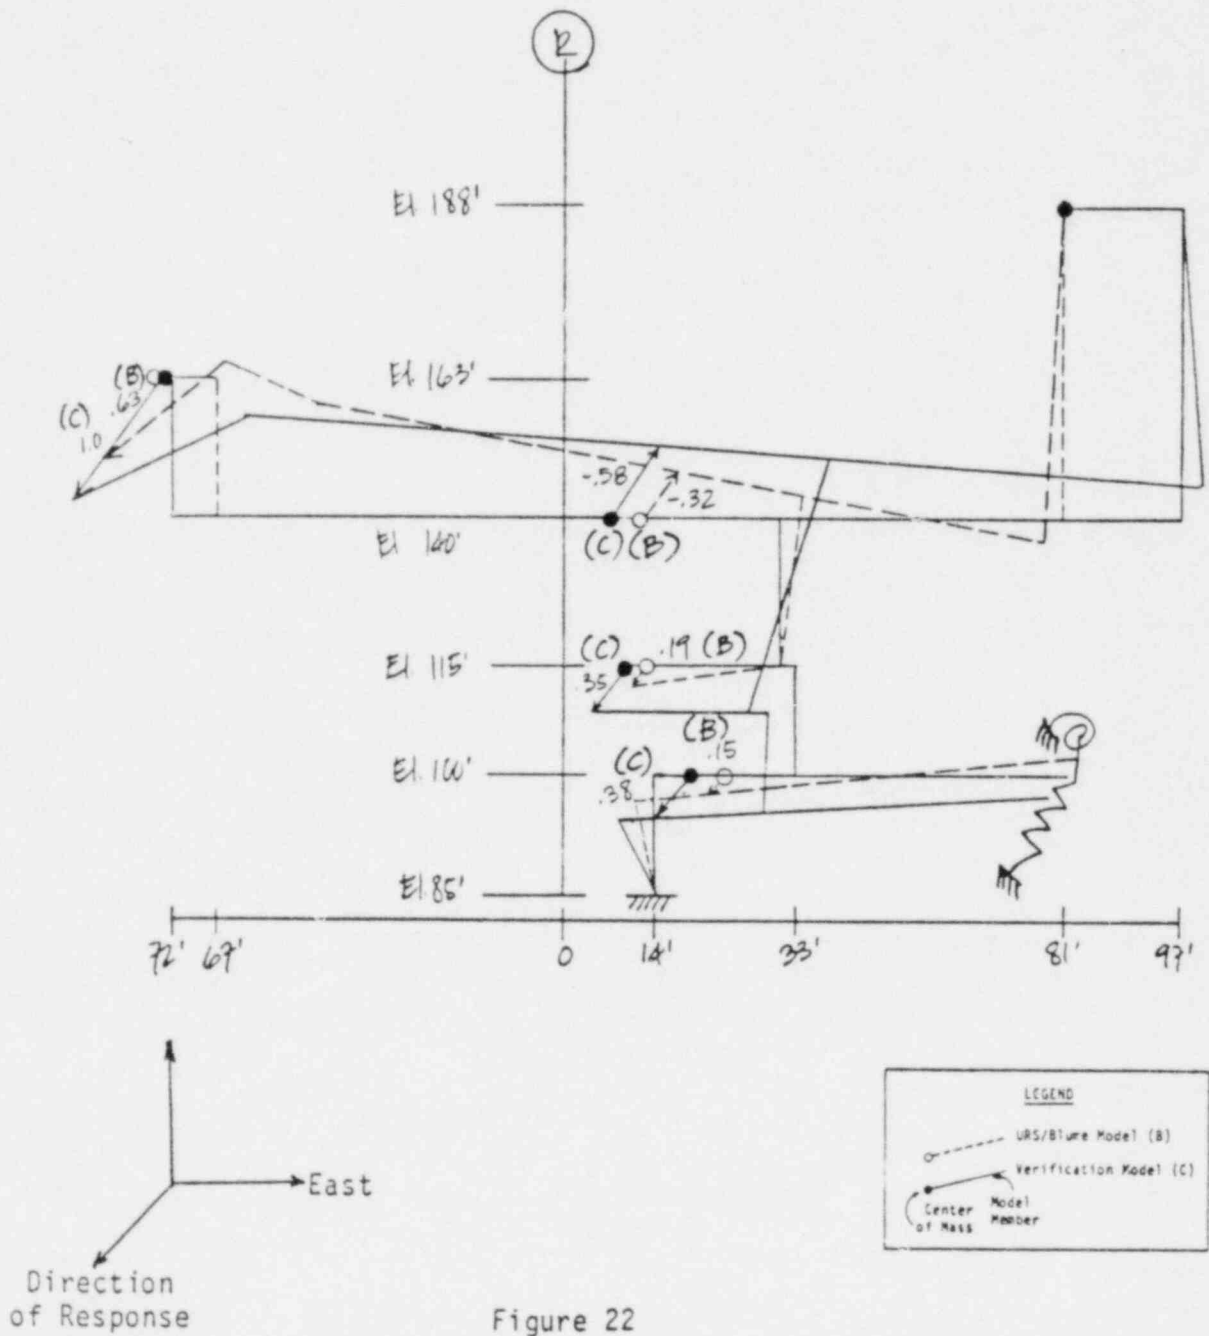 R
El 188'
(B)
.63
(C)
1.0
El. 163'
-.58
-.32
El 140'
(C) (B)
(C)
.19 (B)
El. 115'
.35
(B)
.15
(C)
El. 100'
.38
El. 85'
72' 67' 0 14' 33' 81' 97'
East
Direction
of Response
LEGEND
URS/Blume Model (B)
Verification Model (C)
Center
of Mass
Model
Member
Figure 22